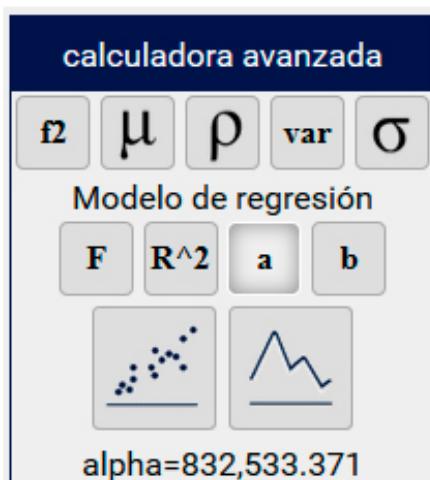 calculadora avanzada
f2 μ ρ var σ
Modelo de regresión
F R^2 a b
alpha=832,533.371